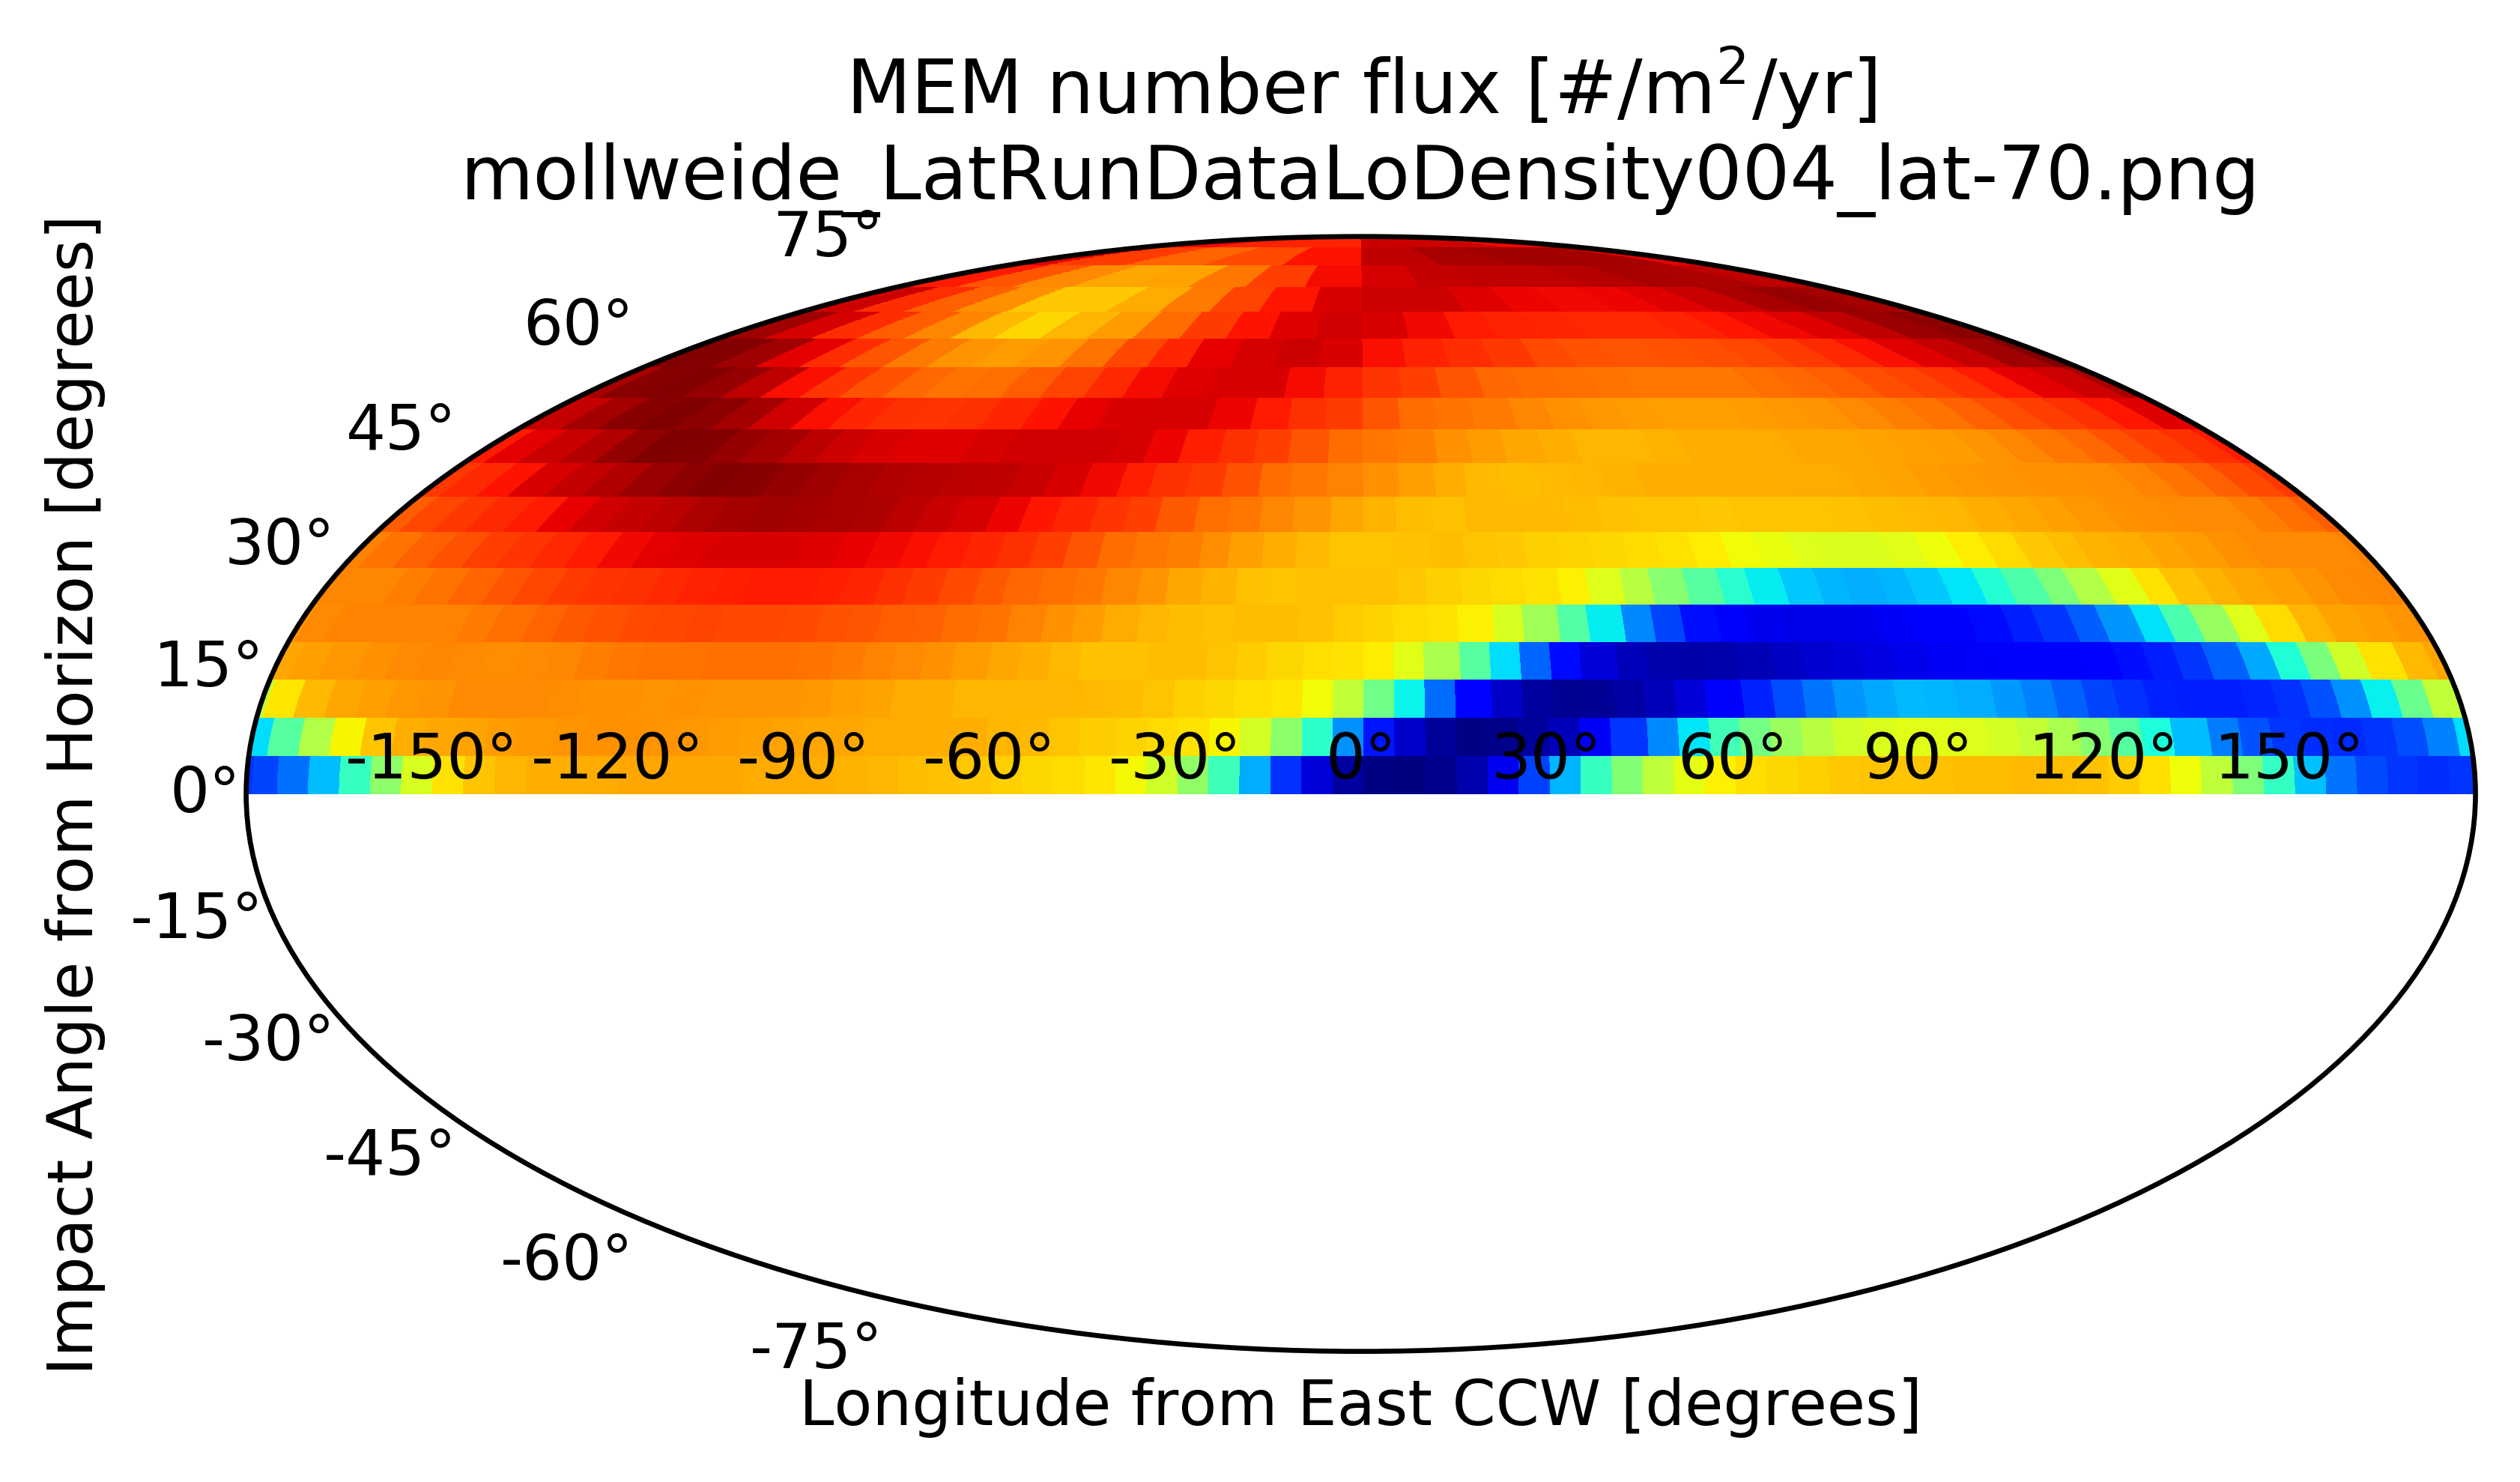 MEM number flux [#/m²/yr]
mollweide_LatRunDataLoDensity004_lat-70.png
Impact Angle from Horizon [degrees]
75°
60°
45°
30°
15°
0°
-150° -120° -90° -60° -30° 0° 30° 60° 90° 120° 150°
-15°
-30°
-45°
-60°
-75°
Longitude from East CCW [degrees]